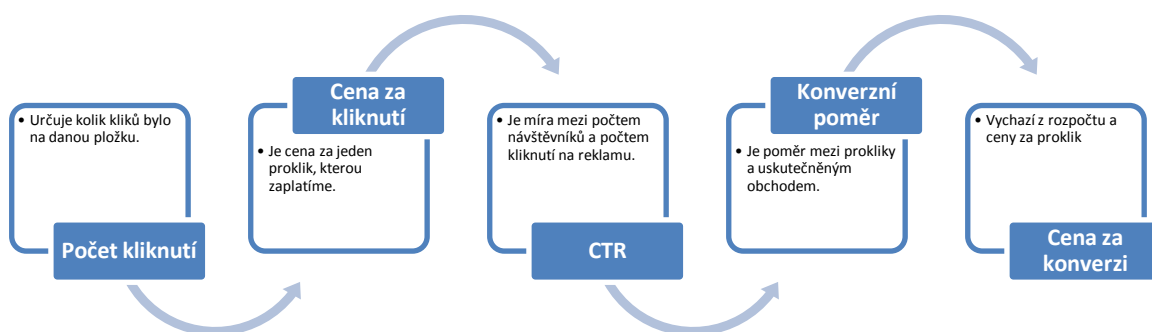 • Určuje kolik kliků bylo
na danou pložku.
Počet kliknutí
Cena za
kliknutí
• Je cena za jeden
proklik, kterou
zaplatíme.
• Je míra mezi počtem
návštěvníků a počtem
kliknutí na reklamu.
CTR
Konverzní
poměr
• Je poměr mezi prokliky
a uskutečněným
obchodem.
• Vychází z rozpočtu a
ceny za proklik
Cena za
konverzi